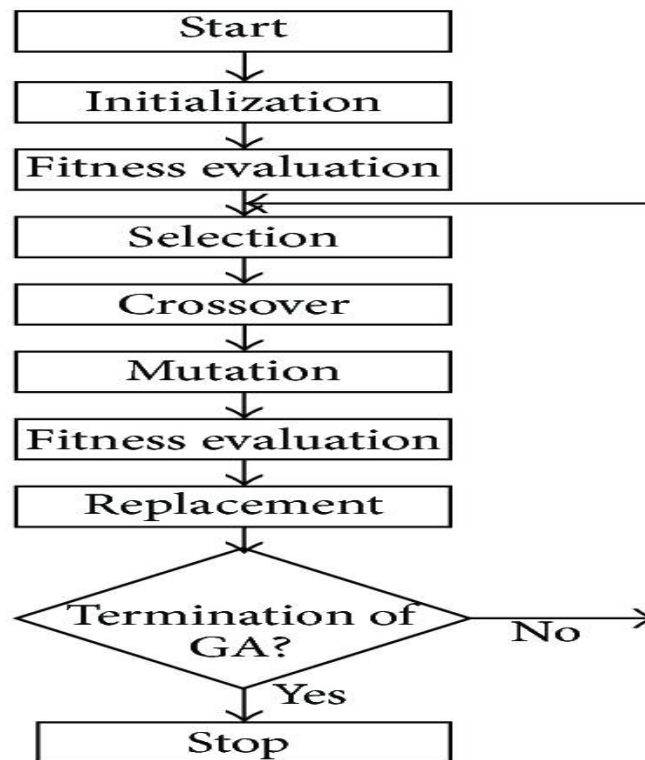 Start
Initialization
Fitness evaluation
Selection
Crossover
Mutation
Fitness evaluation
Replacement
Termination of
GA?
No
Yes
Stop